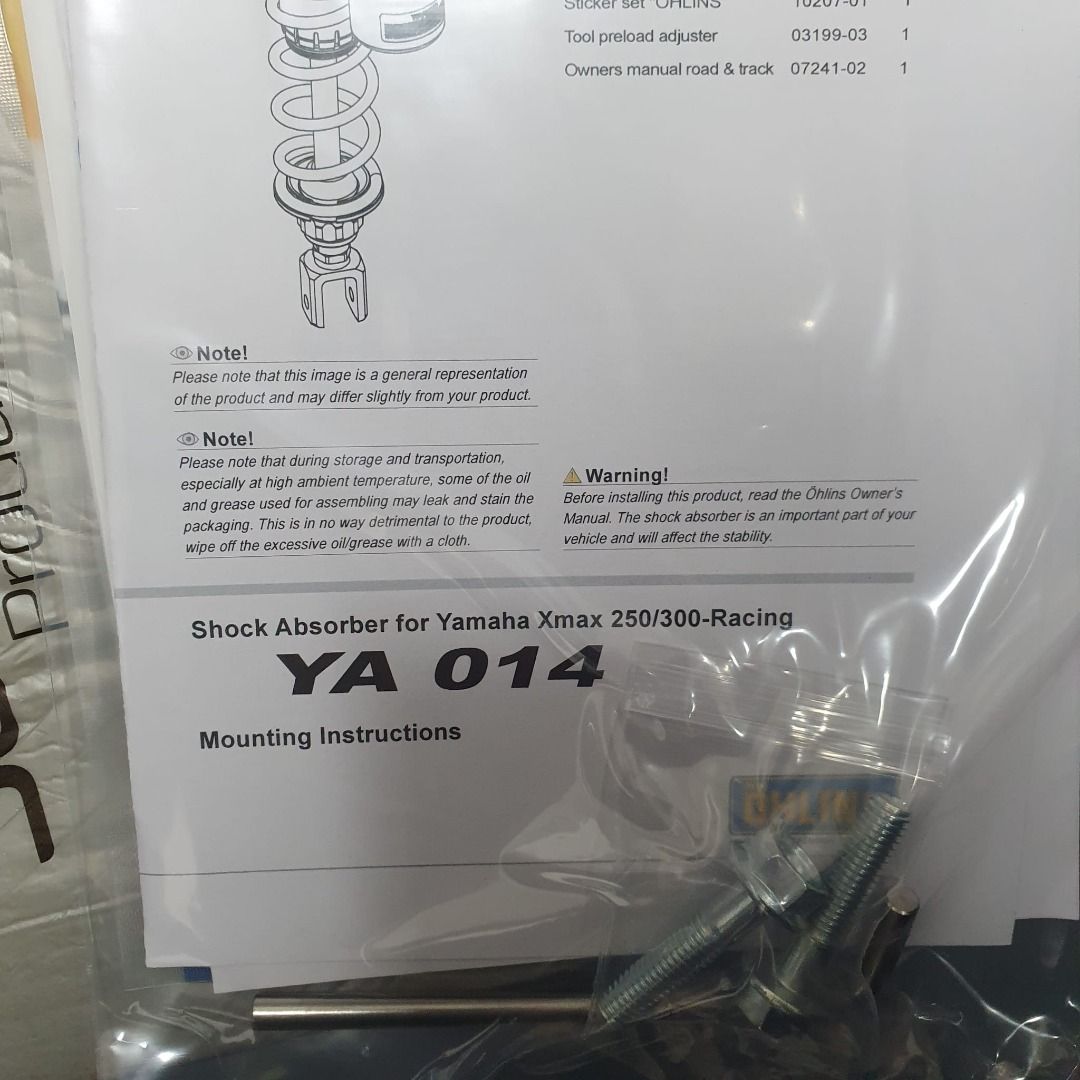 Sticker set "ÖHLINS" 10207-01 1
Tool preload adjuster 03199-03 1
Owners manual road & track 07241-02 1
Note!
Please note that this image is a general representation
of the product and may differ slightly from your product.
Note!
Please note that during storage and transportation,
especially at high ambient temperature, some of the oil
and grease used for assembling may leak and stain the
packaging. This is in no way detrimental to the product,
wipe off the excessive oil/grease with a cloth.
Warning!
Before installing this product, read the Öhlins Owner's
Manual. The shock absorber is an important part of your
vehicle and will affect the stability.
Shock Absorber for Yamaha Xmax 250/300-Racing
YA 014
Mounting Instructions
ÖHLIN